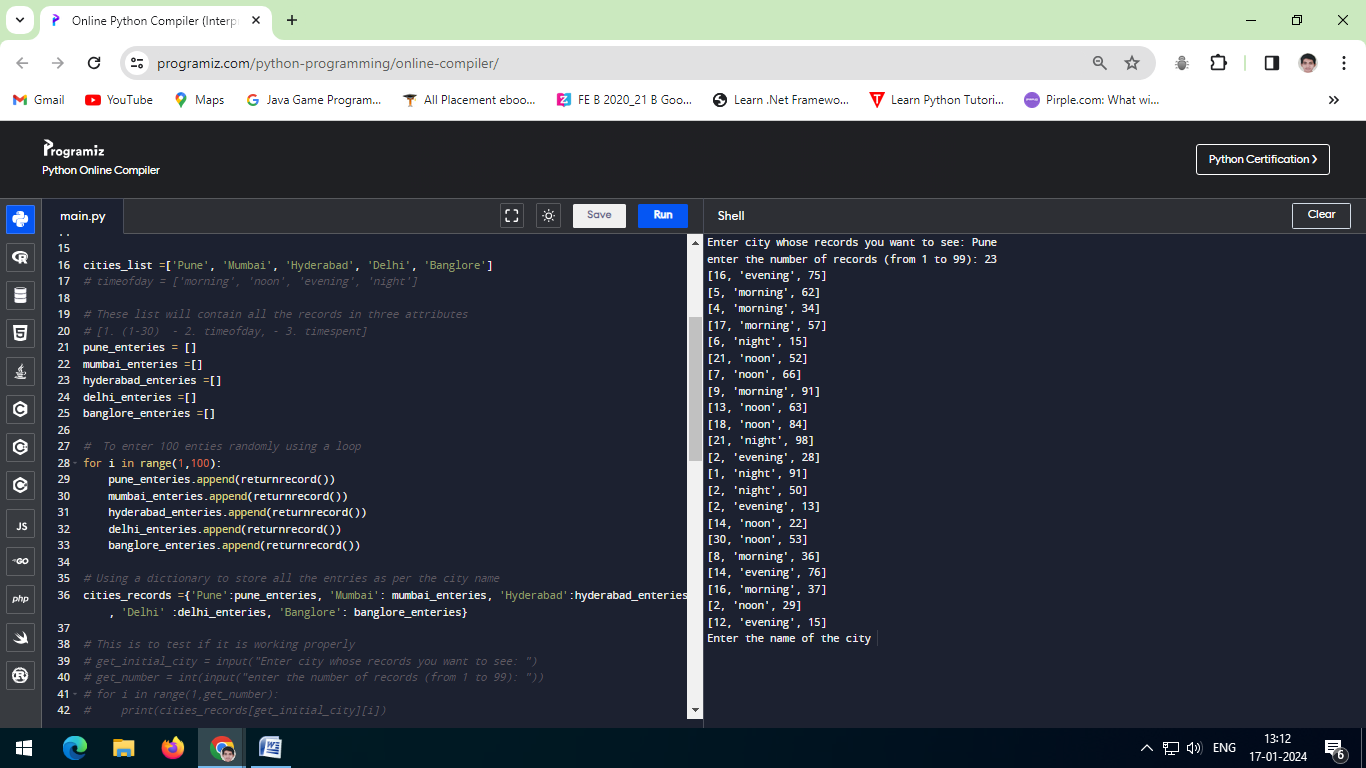 Online Python Compiler (Interp
programiz.com/python-programming/online-compiler/
Gmail
YouTube
Maps
Java Game Program...
All Placement eboo...
FE B 2020_21 B Goo...
Learn .Net Framewo...
Learn Python Tutori...
Pirple.com: What wi...
Programiz
Python Online Compiler
Python Certification
main.py
Save
Run
Shell
Clear
15
16 cities_list =['Pune', 'Mumbai', 'Hyderabad', 'Delhi', 'Banglore']
17 # timeofday = ['morning', 'noon', 'evening', 'night']
18
19 # These list will contain all the records in three attributes
20 # [1. (1-30)  - 2. timeofday, - 3. timespent]
21 pune_enteries = []
22 mumbai_enteries =[]
23 hyderabad_enteries =[]
24 delhi_enteries =[]
25 banglore_enteries =[]
26
27 #  To enter 100 enties randomly using a loop
28 for i in range(1,100):
29     pune_enteries.append(returnrecord())
30     mumbai_enteries.append(returnrecord())
31     hyderabad_enteries.append(returnrecord())
32     delhi_enteries.append(returnrecord())
33     banglore_enteries.append(returnrecord())
34
35 # Using a dictionary to store all the entries as per the city name
36 cities_records ={'Pune':pune_enteries, 'Mumbai': mumbai_enteries, 'Hyderabad':hyderabad_enteries
, 'Delhi' :delhi_enteries, 'Banglore': banglore_enteries}
37
38 # This is to test if it is working properly
39 # get_initial_city = input("Enter city whose records you want to see: ")
40 # get_number = int(input("enter the number of records (from 1 to 99): "))
41 # for i in range(1,get_number):
42 #     print(cities_records[get_initial_city][i])
Enter city whose records you want to see: Pune
enter the number of records (from 1 to 99): 23
[16, 'evening', 75]
[5, 'morning', 62]
[4, 'morning', 34]
[17, 'morning', 57]
[6, 'night', 15]
[21, 'noon', 52]
[7, 'noon', 66]
[9, 'morning', 91]
[13, 'noon', 63]
[18, 'noon', 84]
[21, 'night', 98]
[2, 'evening', 28]
[1, 'night', 91]
[2, 'night', 50]
[2, 'evening', 13]
[14, 'noon', 22]
[30, 'noon', 53]
[8, 'morning', 36]
[14, 'evening', 76]
[16, 'morning', 37]
[2, 'noon', 29]
[12, 'evening', 15]
Enter the name of the city
JS
GO
php
ENG
13:12
17-01-2024
6